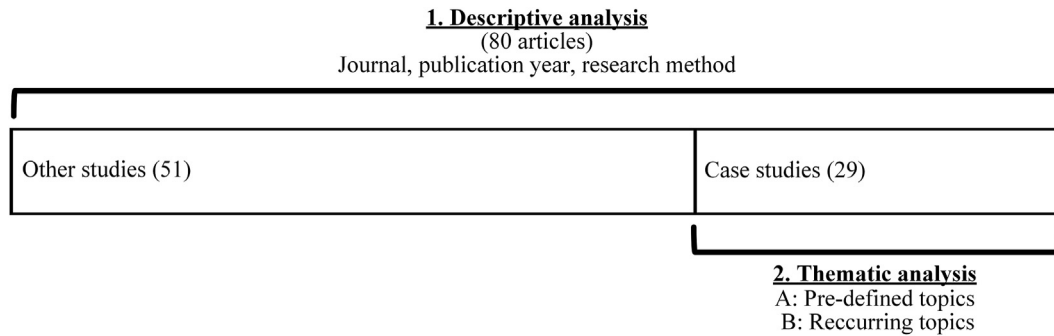 1. Descriptive analysis
(80 articles)
Journal, publication year, research method
Other studies (51)
Case studies (29)
2. Thematic analysis
A: Pre-defined topics
B: Reccurring topics